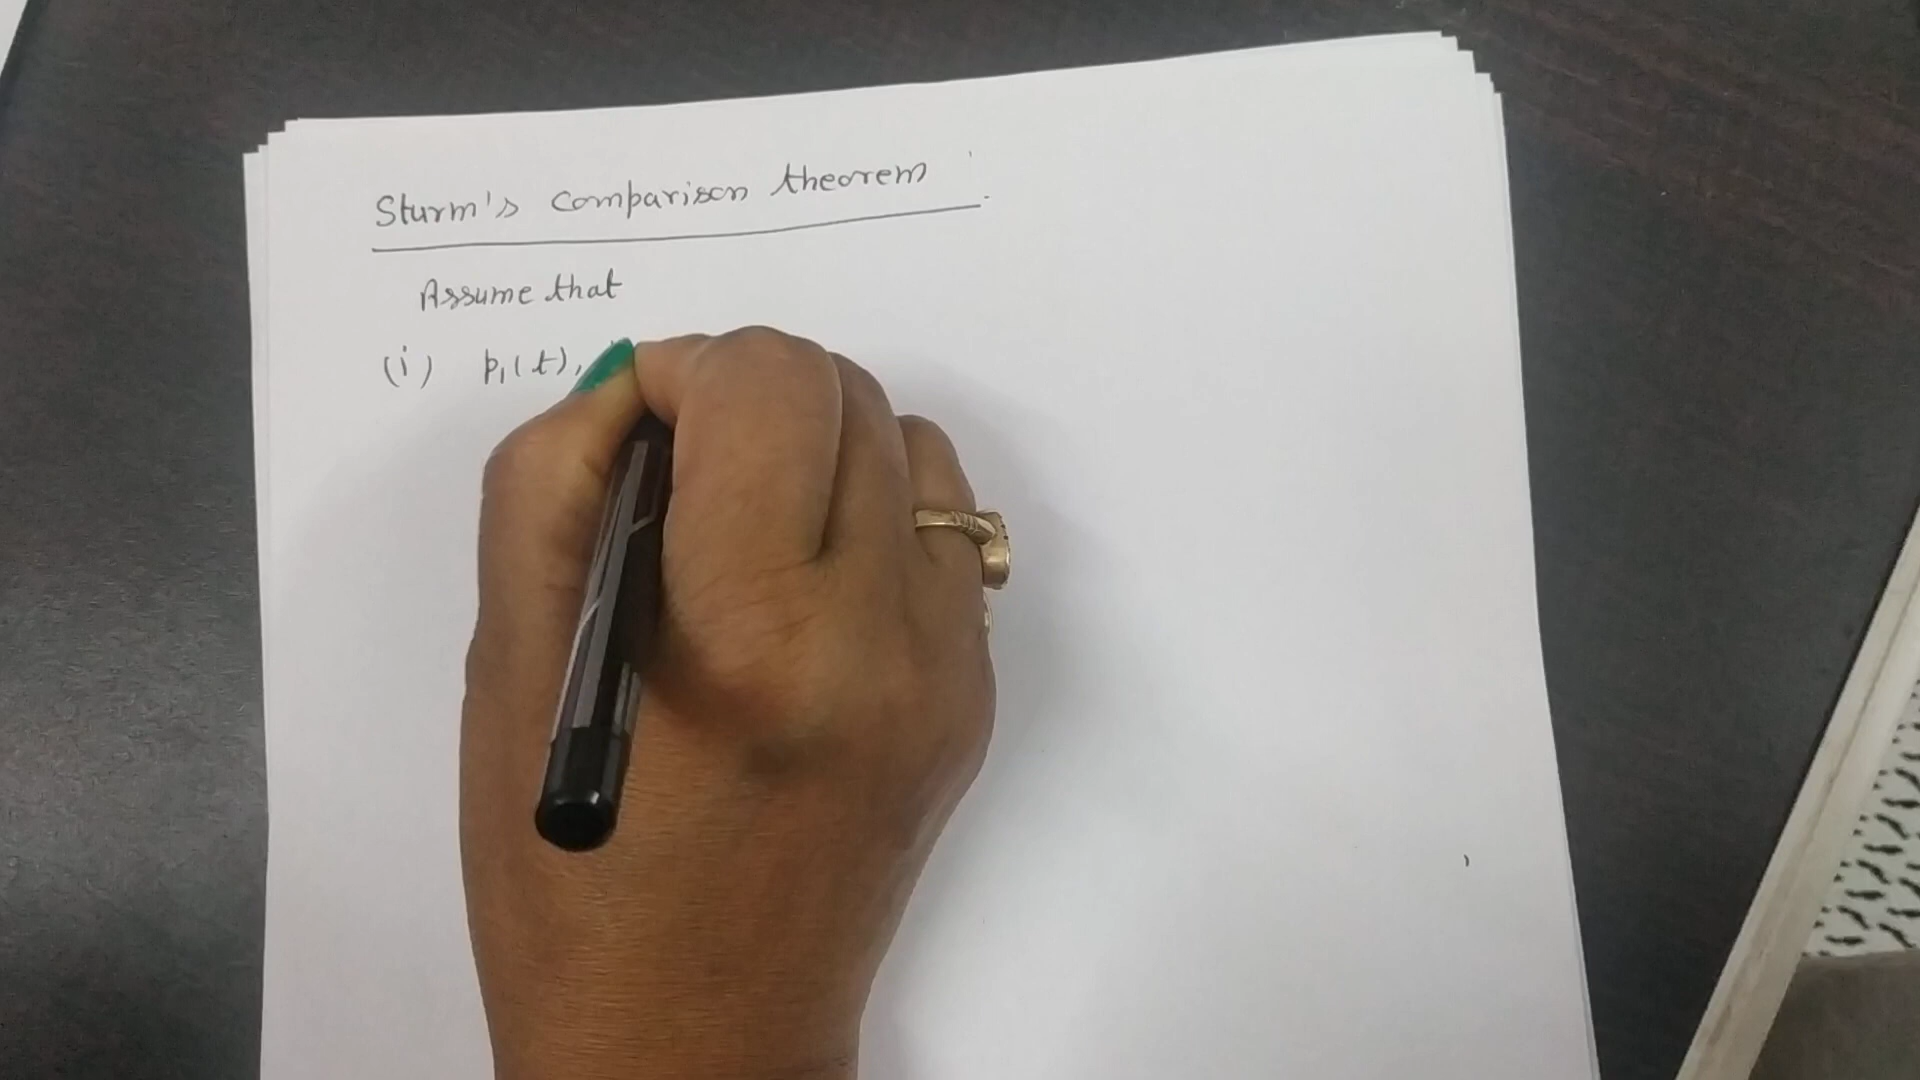 Sturm's comparison theorem
Assume that
(i) p₁(t),